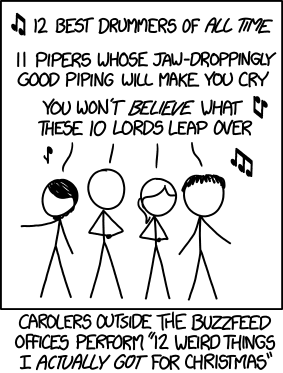 12 BEST DRUMMERS OF ALL TIME
11 PIPERS WHOSE JAW-DROPPINGLY
GOOD PIPING WILL MAKE YOU CRY
YOU WON'T BELIEVE WHAT
THESE 10 LORDS LEAP OVER
CAROLERS OUTSIDE THE BUZZFEED
OFFICES PERFORM "12 WEIRD THINGS
I ACTUALLY GOT FOR CHRISTMAS"